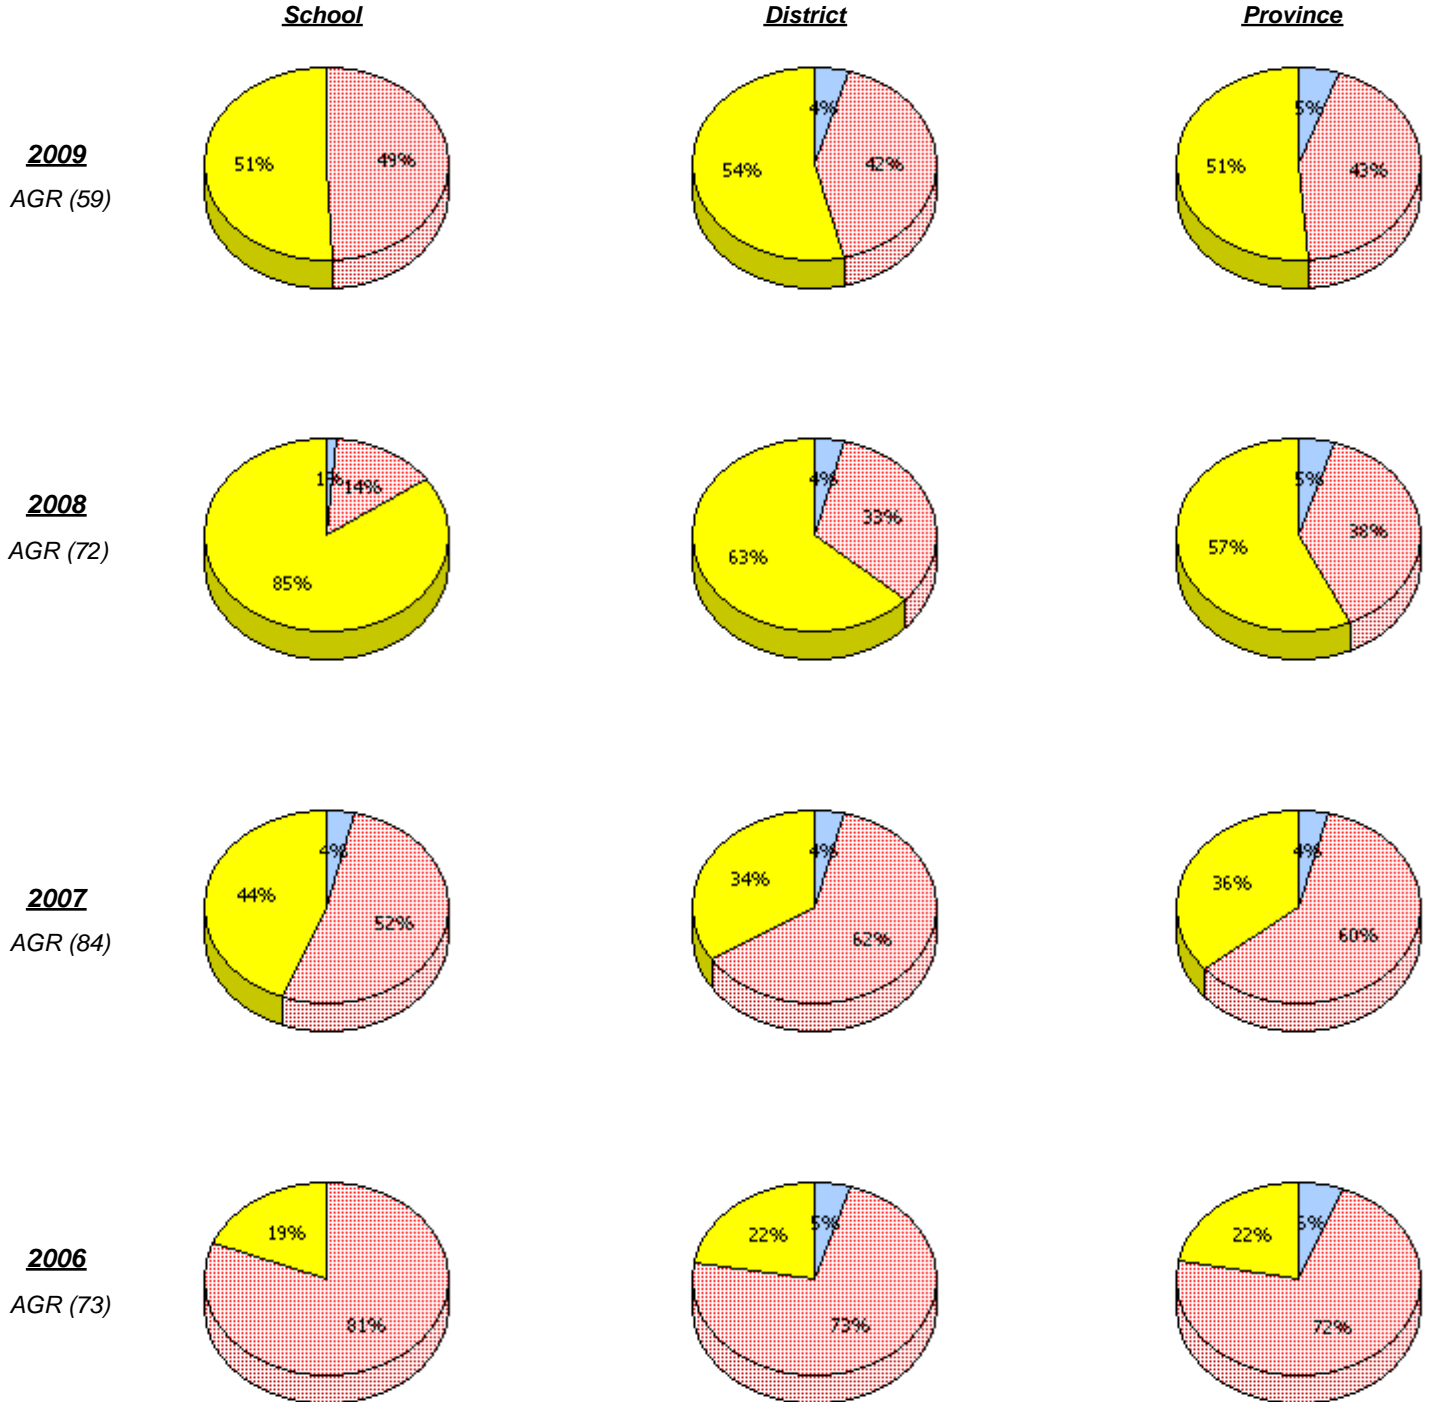 School District Province
2009
AGR (59)
51% 49%
54% 4% 42%
51% 5% 43%
2008
AGR (72)
85% 1% 14%
63% 4% 33%
57% 5% 38%
2007
AGR (84)
44% 4% 52%
34% 4% 62%
36% 4% 60%
2006
AGR (73)
19% 81%
22% 5% 73%
22% 72%